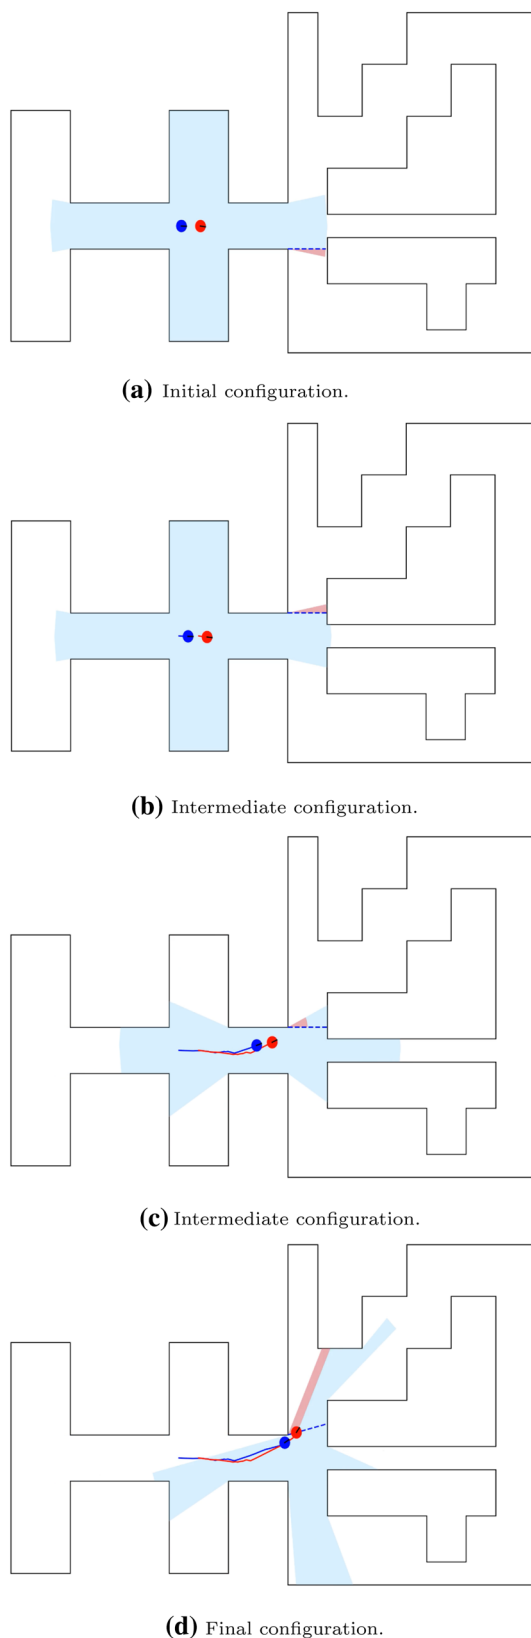 (a) Initial configuration.
(b) Intermediate configuration.
(c) Intermediate configuration.
(d) Final configuration.